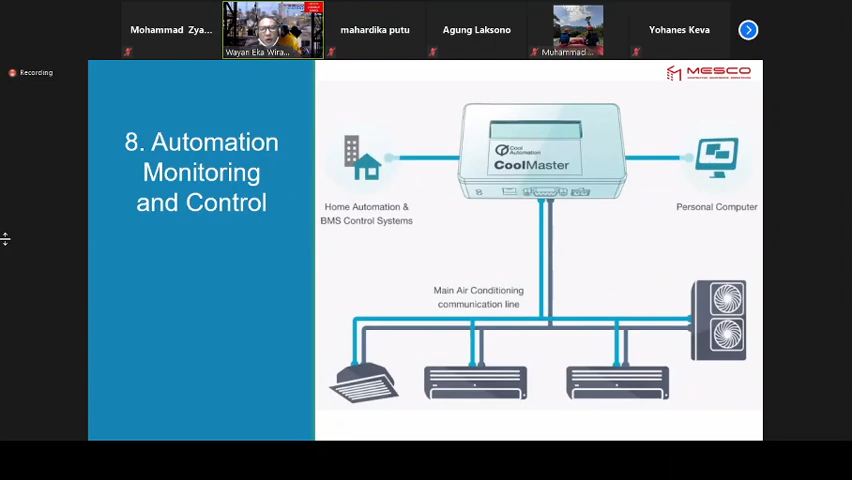 Mohammad Zya...
mahardika putu
Agung Laksono
Yohanes Keva
Wayan Eka Wira...
Muhammad ...
Recording
MESCO
8. Automation
Monitoring
and Control
Cool
Automation
CoolMaster
8
Home Automation &
BMS Control Systems
Personal Computer
Main Air Conditioning
communication line